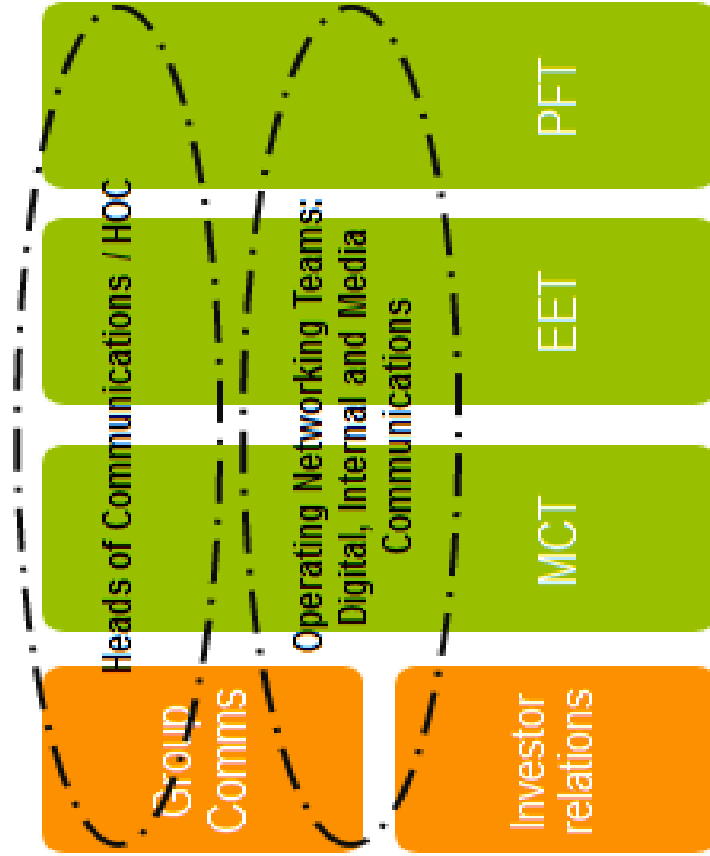 Heads of Communications / HOC
Operating Networking Teams:
Digital, Internal and Media
Communications
Group
Comms
Investor
relations
MCT
EET
PFT